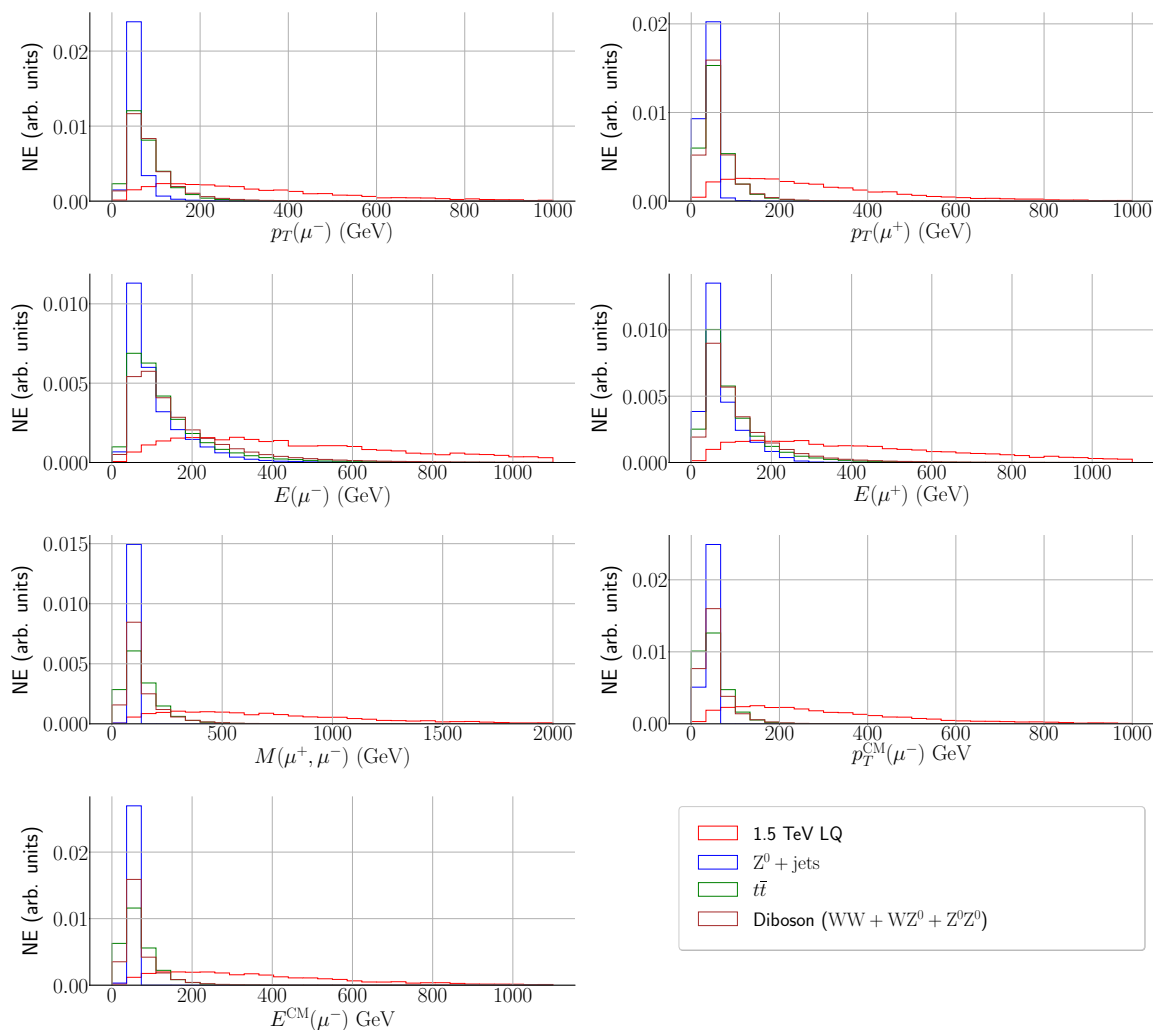 NE (arb. units)
0.02
0.01
0.00
0 200 400 600 800 1000
p_T(μ⁻) (GeV)
NE (arb. units)
0.02
0.01
0.00
0 200 400 600 800 1000
p_T(μ⁺) (GeV)
NE (arb. units)
0.010
0.005
0.000
0 200 400 600 800 1000
E(μ⁻) (GeV)
NE (arb. units)
0.010
0.005
0.000
0 200 400 600 800 1000
E(μ⁺) (GeV)
NE (arb. units)
0.015
0.010
0.005
0.000
0 500 1000 1500 2000
M(μ⁺, μ⁻) (GeV)
NE (arb. units)
0.02
0.01
0.00
0 200 400 600 800 1000
p_T^CM(μ⁻) GeV
NE (arb. units)
0.02
0.01
0.00
0 200 400 600 800 1000
E^CM(μ⁻) GeV
1.5 TeV LQ
Z⁰ + jets
tt̄
Diboson (WW + WZ⁰ + Z⁰Z⁰)